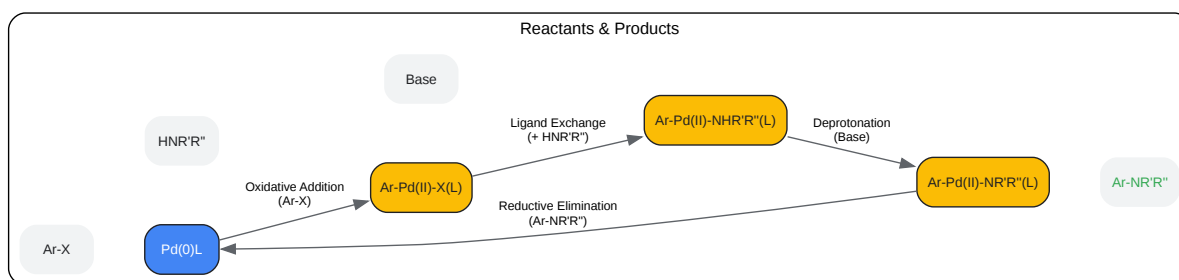 Reactants & Products
Base
HNR'R"
Ligand Exchange
(+ HNR'R")
Ar-Pd(II)-NHR'R"(L)
Deprotonation
(Base)
Oxidative Addition
(Ar-X)
Ar-Pd(II)-X(L)
Ar-Pd(II)-NR'R"(L)
Ar-NR'R"
Reductive Elimination
(Ar-NR'R")
Ar-X
Pd(0)L